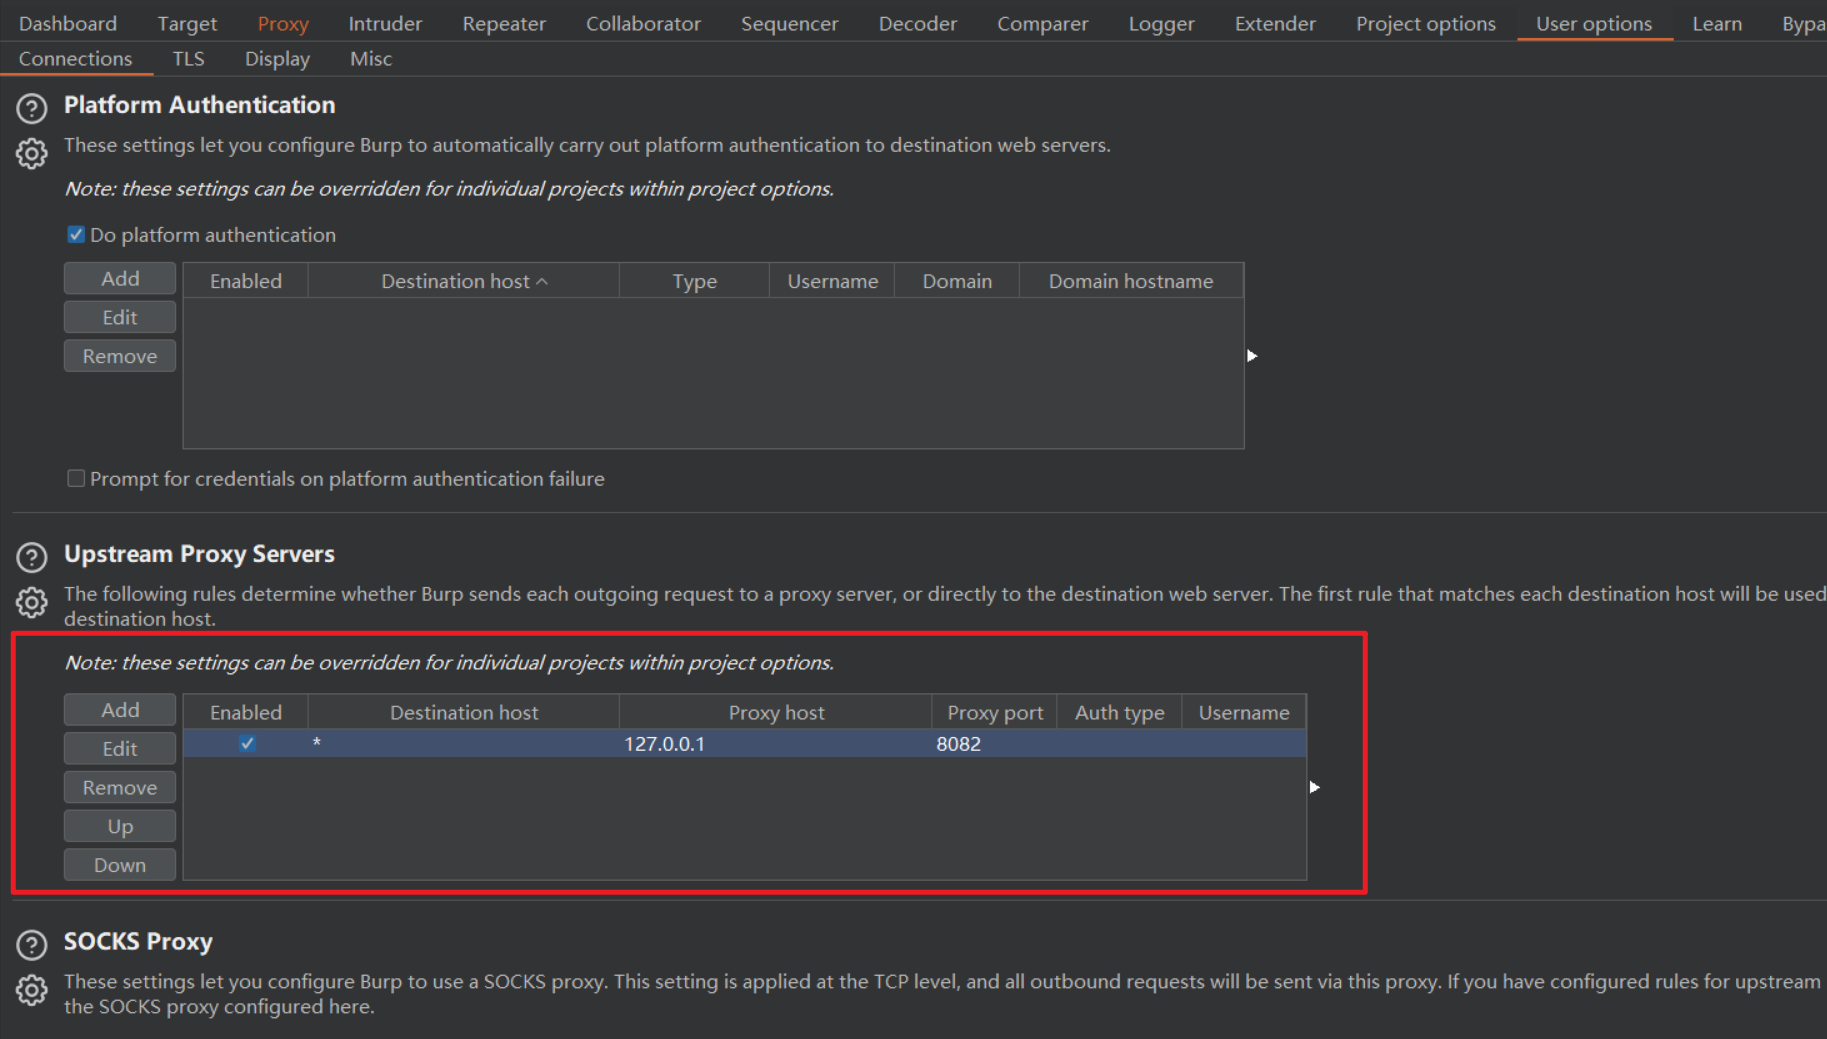 Dashboard Target Proxy Intruder Repeater Collaborator Sequencer Decoder Comparer Logger Extender Project options User options Learn Bypa
Connections TLS Display Misc
Platform Authentication
These settings let you configure Burp to automatically carry out platform authentication to destination web servers.
Note: these settings can be overridden for individual projects within project options.
Do platform authentication
Add
Edit
Remove
Enabled Destination host Type Username Domain Domain hostname
Prompt for credentials on platform authentication failure
Upstream Proxy Servers
The following rules determine whether Burp sends each outgoing request to a proxy server, or directly to the destination web server. The first rule that matches each destination host will be used
destination host.
Note: these settings can be overridden for individual projects within project options.
Add
Edit
Remove
Up
Down
Enabled Destination host Proxy host Proxy port Auth type Username
* 127.0.0.1 8082
SOCKS Proxy
These settings let you configure Burp to use a SOCKS proxy. This setting is applied at the TCP level, and all outbound requests will be sent via this proxy. If you have configured rules for upstream
the SOCKS proxy configured here.